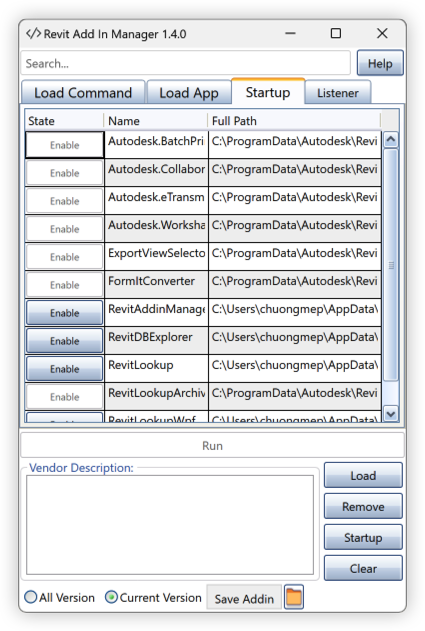 </> Revit Add In Manager 1.4.0
Search...
Help
Load Command Load App Startup Listener
State Name Full Path
Enable Autodesk.BatchPri C:\ProgramData\Autodesk\Revi
Enable Autodesk.Collabor C:\ProgramData\Autodesk\Revi
Enable Autodesk.eTransm C:\ProgramData\Autodesk\Revi
Enable Autodesk.Worksha C:\ProgramData\Autodesk\Revi
Enable ExportViewSelecto C:\ProgramData\Autodesk\Revi
Enable FormItConverter C:\ProgramData\Autodesk\Revi
Enable RevitAddinManage C:\Users\chuongmep\AppData\
Enable RevitDBExplorer C:\Users\chuongmep\AppData\
Enable RevitLookup C:\Users\chuongmep\AppData\
Enable RevitLookupArchiv C:\ProgramData\Autodesk\Revi
RevitLookupWpf C:\Users\chuongmep\AppData\
Run
Vendor Description:
Load
Remove
Startup
Clear
All Version Current Version Save Addin